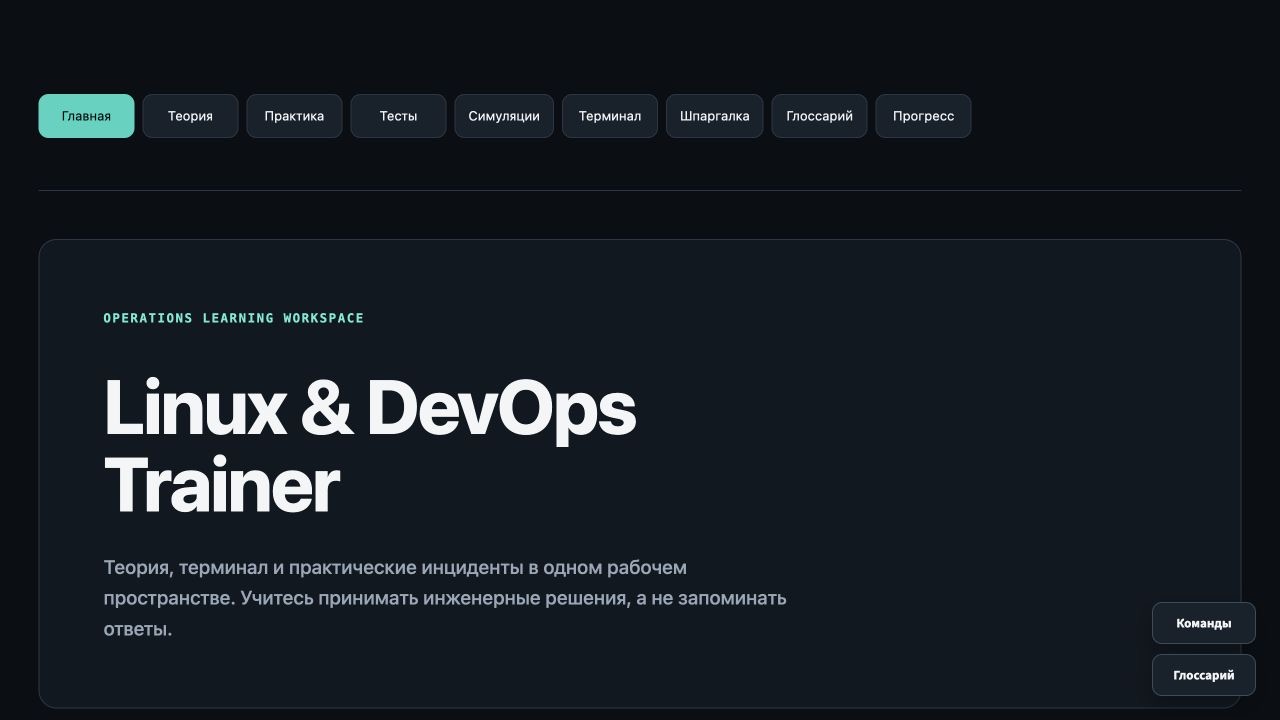 Главная Теория Практика Тесты Симуляции Терминал Шпаргалка Глоссарий Прогресс
OPERATIONS LEARNING WORKSPACE
Linux & DevOps
Trainer
Теория, терминал и практические инциденты в одном рабочем
пространстве. Учитесь принимать инженерные решения, а не запоминать
ответы.
Команды
Глоссарий